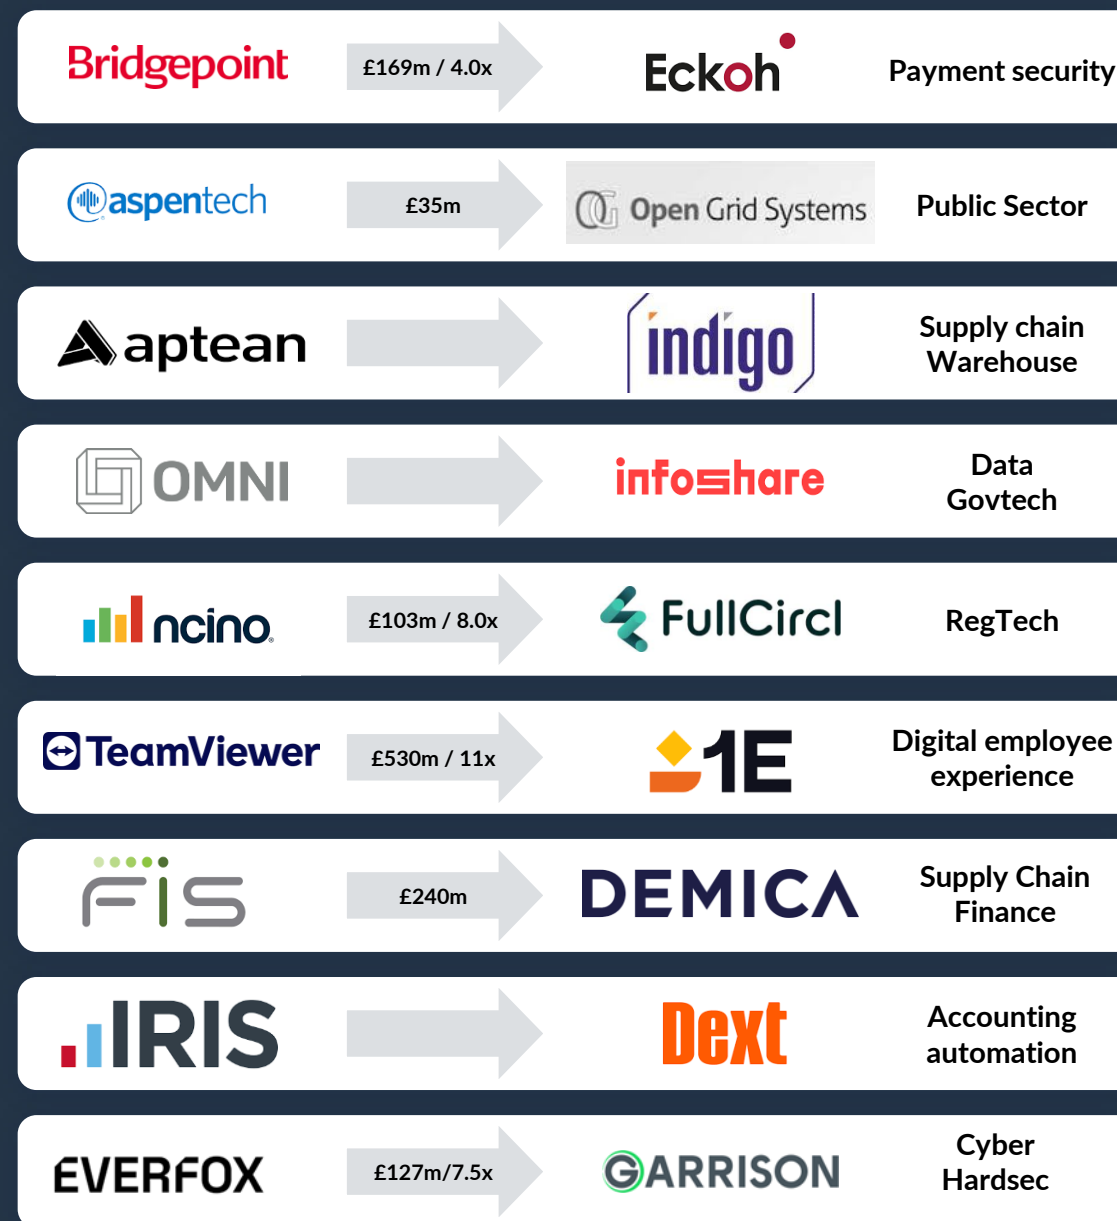 Bridgepoint
£169m / 4.0x
Eckoh
Payment security
aspentech
£35m
OG Open Grid Systems
Public Sector
aptean
indigo
Supply chain
Warehouse
OMNI
infoshare
Data
Govtech
ncino
£103m / 8.0x
FullCircl
RegTech
TeamViewer
£530m / 11x
1E
Digital employee
experience
FIS
£240m
DEMICA
Supply Chain
Finance
IRIS
Dext
Accounting
automation
EVERFOX
£127m/7.5x
GARRISON
Cyber
Hardsec